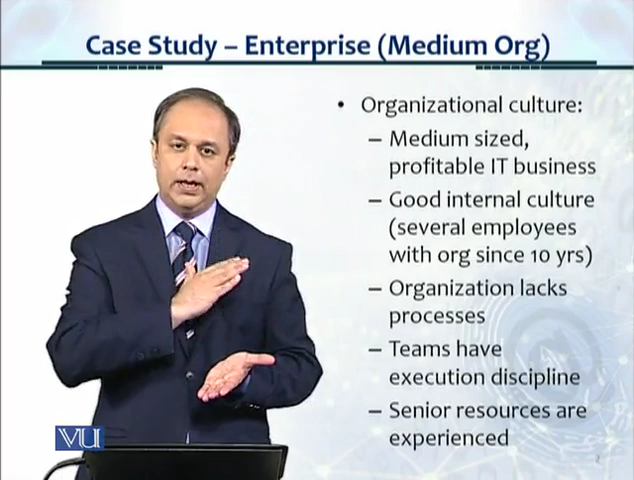 Case Study – Enterprise (Medium Org)
• Organizational culture:
– Medium sized,
profitable IT business
– Good internal culture
(several employees
with org since 10 yrs)
– Organization lacks
processes
– Teams have
execution discipline
– Senior resources are
experienced
VU
2